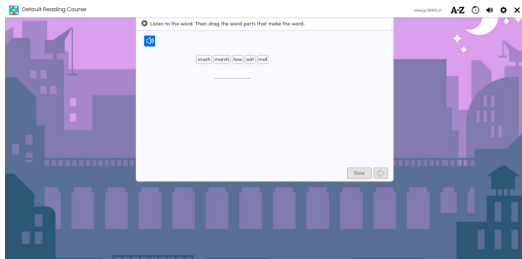 Default Reading Course
A-Z
Listen to the word. Then drag the word parts that make the word.
mush marsh low oat mal
Done